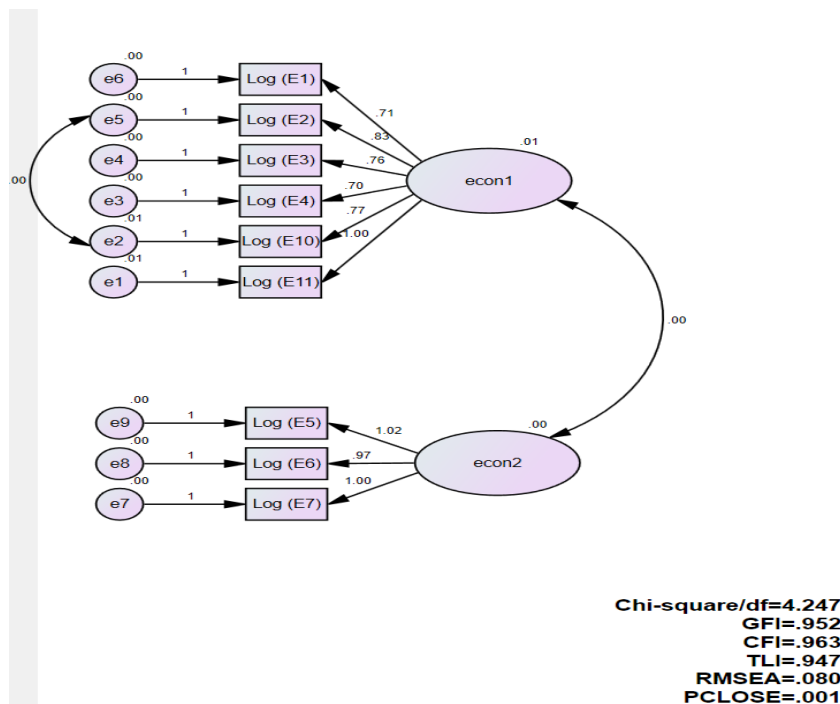 .00
e6 1 Log (E1)
.00
e5 1 Log (E2)
.00
e4 1 Log (E3)
.00
e3 1 Log (E4)
.01
e2 1 Log (E10)
.01
e1 1 Log (E11)
.00
.71
.83
.76
.70
.77
1.00
.01
econ1
.00
.00
e9 1 Log (E5)
.00
e8 1 Log (E6)
.00
e7 1 Log (E7)
1.02
.97
1.00
.00
econ2
Chi-square/df=4.247
GFI=.952
CFI=.963
TLI=.947
RMSEA=.080
PCLOSE=.001